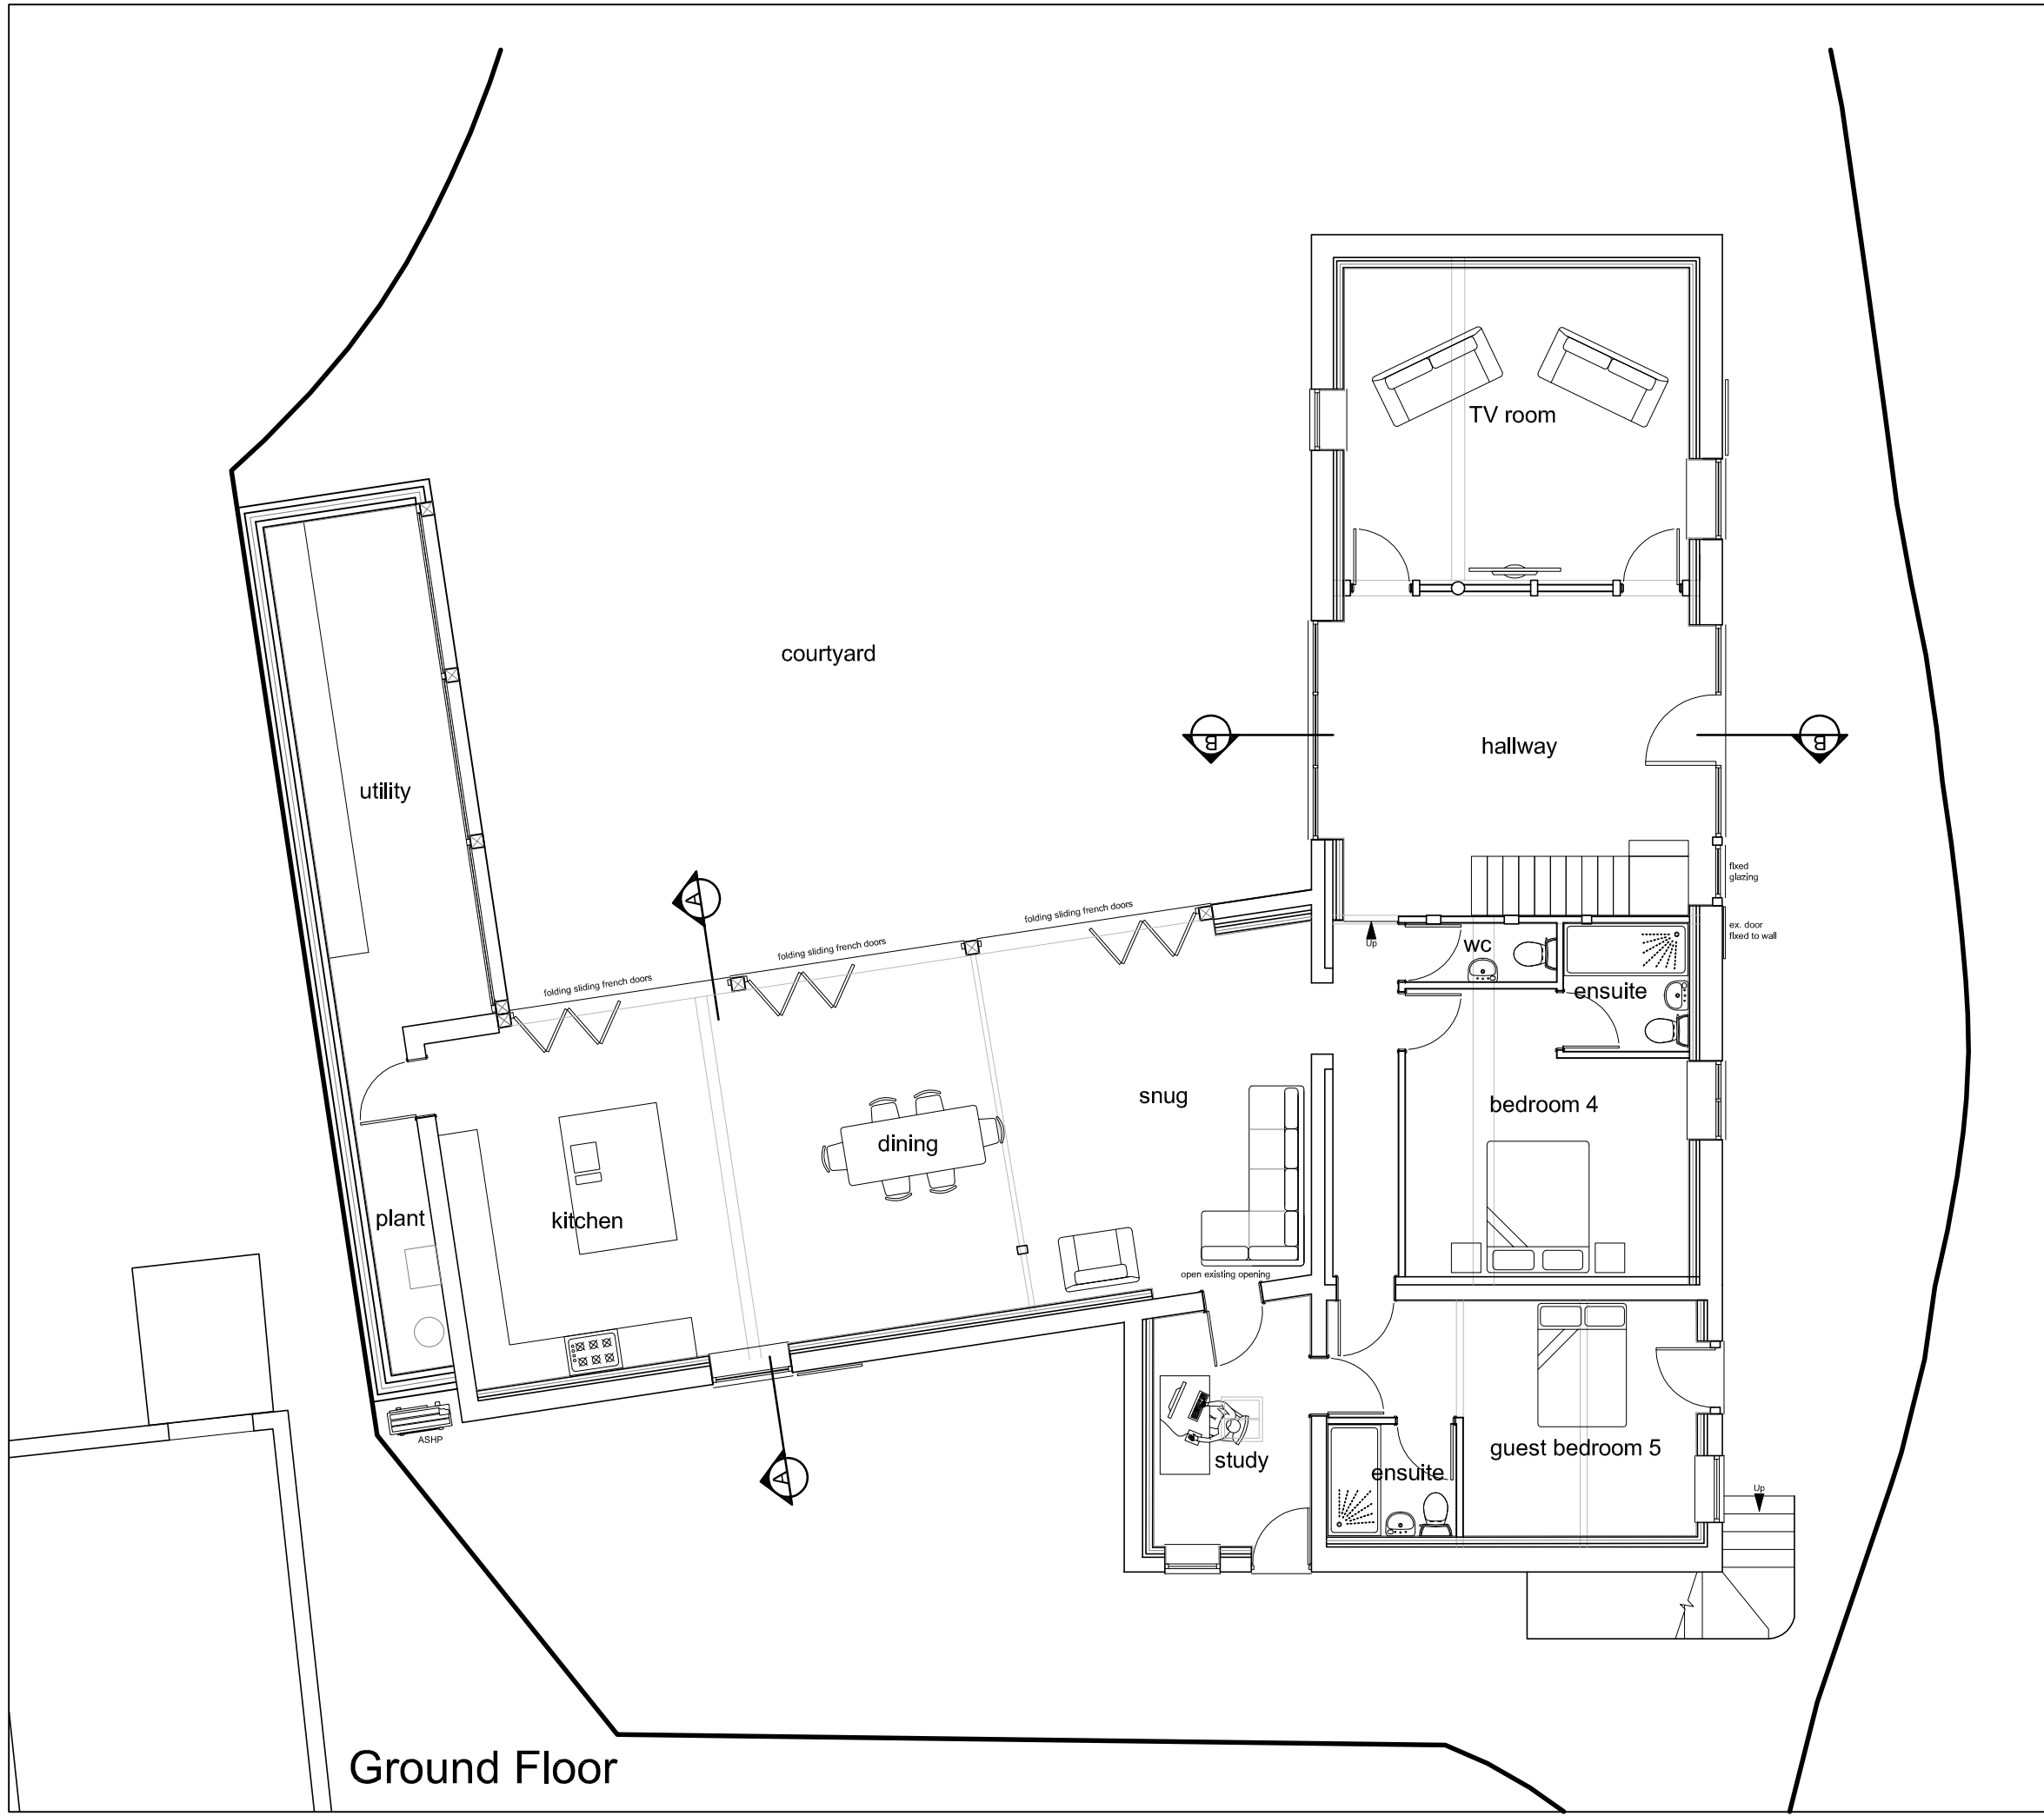 TV room
courtyard
B
hallway
B
utility
fixed
glazing
A
folding sliding french doors
folding sliding french doors
folding sliding french doors
ex. door
fixed to wall
Up
wc
ensuite
snug
bedroom 4
dining
plant
kitchen
open existing opening
ASHP
A
study
ensuite
guest bedroom 5
Up
Ground Floor